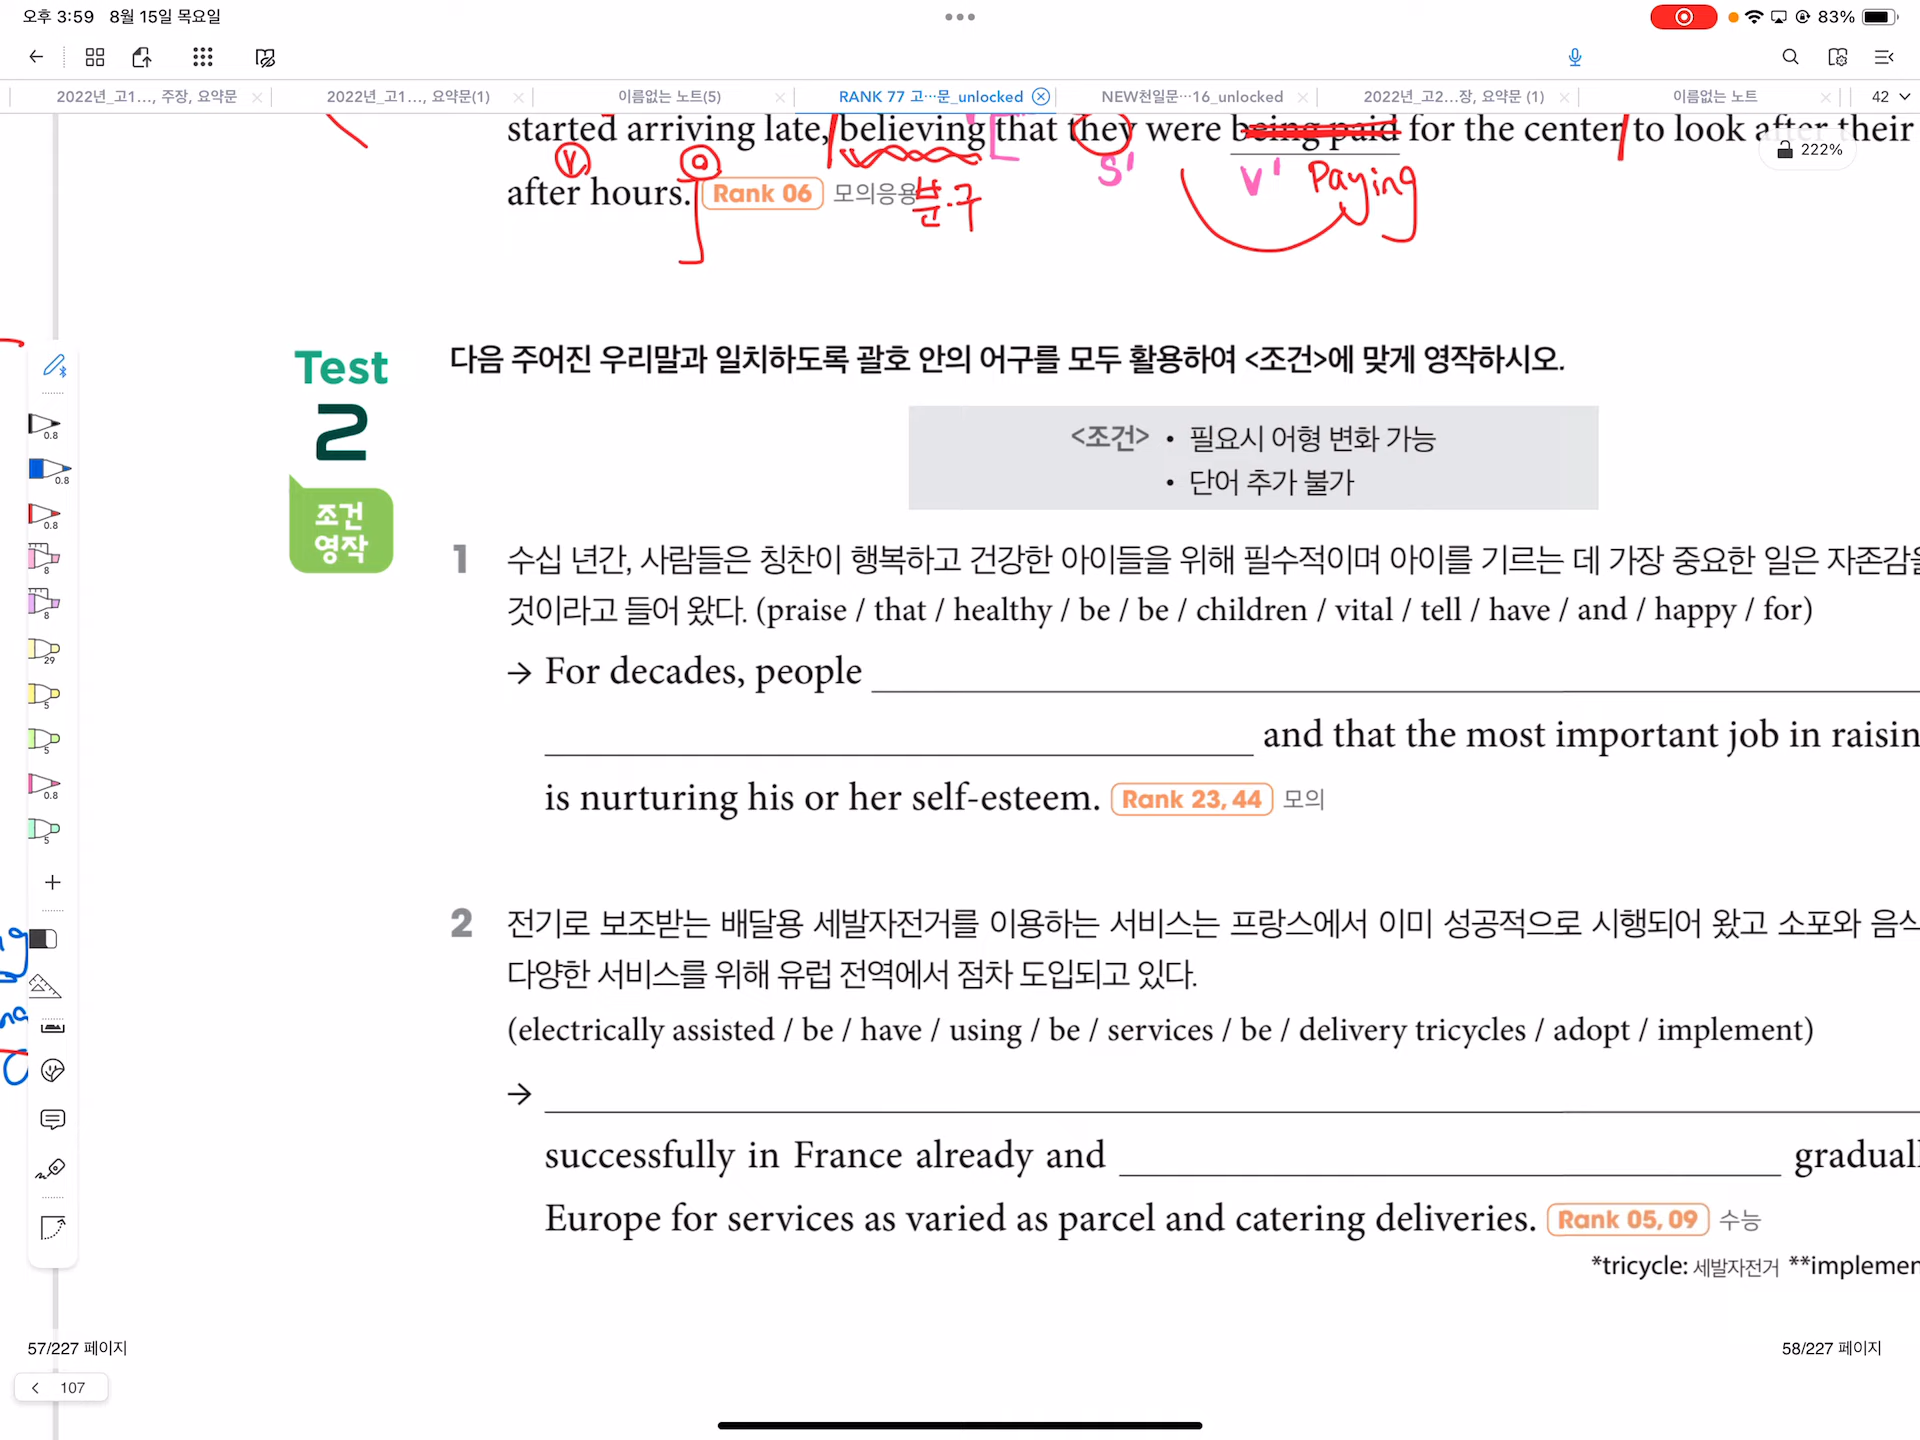 오후 3:59 8월 15일 목요일
83%
2022년_고1..., 주장, 요약문
2022년_고1..., 요약문(1)
이름없는 노트(5)
RANK 77 고…문_unlocked
NEW천일문…16_unlocked
2022년_고2...장, 요약문 (1)
이름없는 노트
42
222%
started arriving late, believing that they were being paid for the center to look after their
V O S' V' Paying
after hours. Rank 06 모의응용
분.구
Test 2
조건 영작
다음 주어진 우리말과 일치하도록 괄호 안의 어구를 모두 활용하여 <조건>에 맞게 영작하시오.
<조건> • 필요시 어형 변화 가능
• 단어 추가 불가
1 수십 년간, 사람들은 칭찬이 행복하고 건강한 아이들을 위해 필수적이며 아이를 기르는 데 가장 중요한 일은 자존감을
것이라고 들어 왔다. (praise / that / healthy / be / be / children / vital / tell / have / and / happy / for)
→ For decades, people
and that the most important job in raisin
is nurturing his or her self-esteem. Rank 23, 44 모의
2 전기로 보조받는 배달용 세발자전거를 이용하는 서비스는 프랑스에서 이미 성공적으로 시행되어 왔고 소포와 음식
다양한 서비스를 위해 유럽 전역에서 점차 도입되고 있다.
(electrically assisted / be / have / using / be / services / be / delivery tricycles / adopt / implement)
→
successfully in France already and graduall
Europe for services as varied as parcel and catering deliveries. Rank 05, 09 수능
*tricycle: 세발자전거 **implemen
0.8
0.8
0.8
8
8
29
5
5
0.8
5
57/227 페이지
58/227 페이지
107